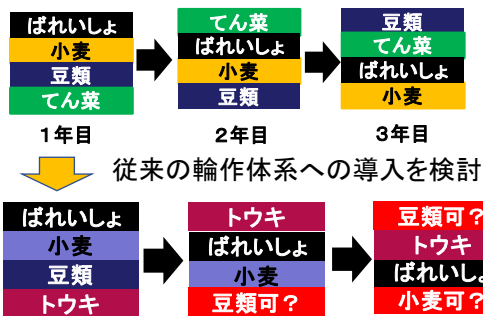 ばれいしょ
小麦
豆類
てん菜
1年目
てん菜
ばれいしょ
小麦
豆類
2年目
豆類
てん菜
ばれいしょ
小麦
3年目
従来の輪作体系への導入を検討
ばれいしょ
小麦
豆類
トウキ
トウキ
ばれいしょ
小麦
豆類可？
豆類可？
トウキ
ばれいしょ
小麦可？